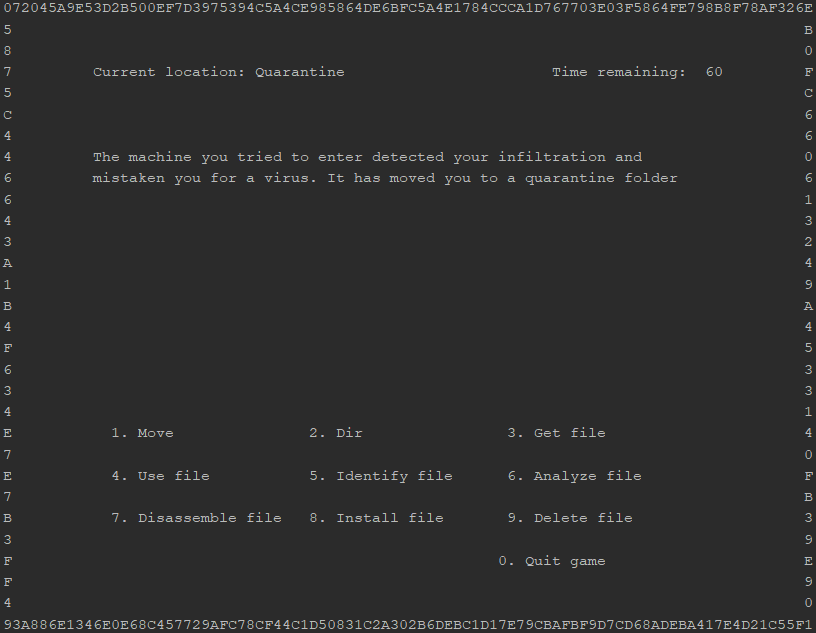 072045A9E53D2B500EF7D3975394C5A4CE985864DE6BFC5A4E1784CCCA1D767703E03F5864FE798B8F78AF326E
5 B
8 0
7 Current location: Quarantine Time remaining: 60 F
5 C
C 6
4 6
4 The machine you tried to enter detected your infiltration and 0
6 mistaken you for a virus. It has moved you to a quarantine folder 6
6 1
4 3
3 2
A 4
1 9
B A
4 4
F 5
6 3
3 3
4 1
E 1. Move 2. Dir 3. Get file 4
7 0
E 4. Use file 5. Identify file 6. Analyze file F
7 B
B 7. Disassemble file 8. Install file 9. Delete file 3
3 9
F 0. Quit game E
F 9
4 0
93A886E1346E0E68C457729AFC78CF44C1D50831C2A302B6DEBC1D17E79CBAFBF9D7CD68ADEBA417E4D21C55F1